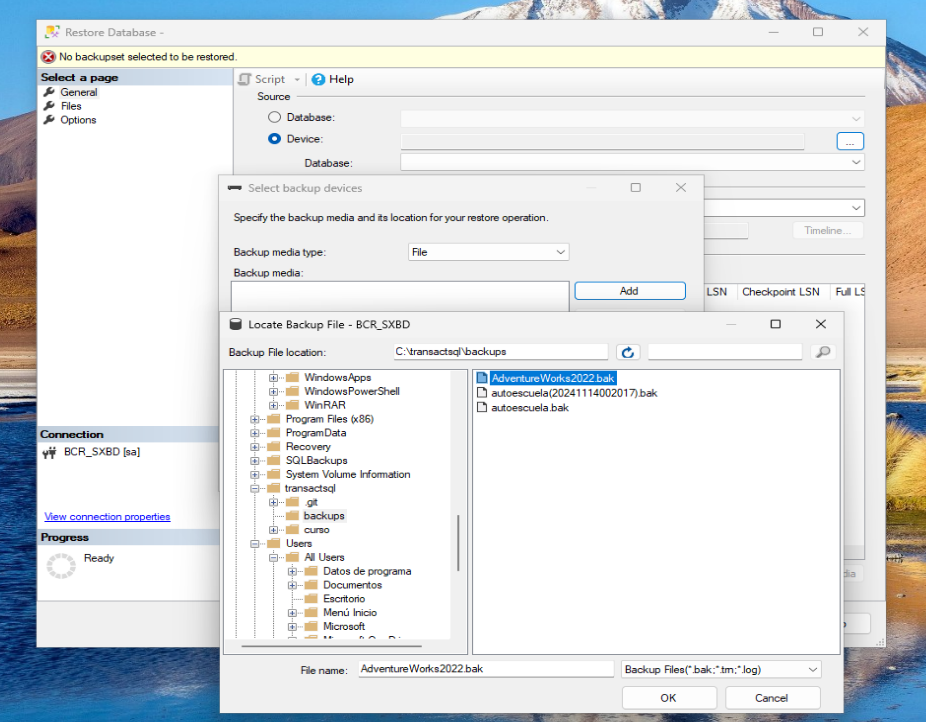 Restore Database -
No backupset selected to be restored.
Select a page
General
Files
Options
Script
Help
Source
Database:
Device:
...
Database:
Timeline...
LSN
Checkpoint LSN
Full LS
Connection
BCR_SXBD [sa]
View connection properties
Progress
Ready
Select backup devices
Specify the backup media and its location for your restore operation.
Backup media type:
File
Backup media:
Add
Locate Backup File - BCR_SXBD
Backup File location:
C:\transactsql\backups
WindowsApps
WindowsPowerShell
WinRAR
Program Files (x86)
ProgramData
Recovery
SQLBackups
System Volume Information
transactsql
.git
backups
curso
Users
All Users
Datos de programa
Documentos
Escritorio
Menú Inicio
Microsoft
AdventureWorks2022.bak
autoescuela(20241114002017).bak
autoescuela.bak
File name:
AdventureWorks2022.bak
Backup Files(*.bak;*.trn;*.log)
OK
Cancel